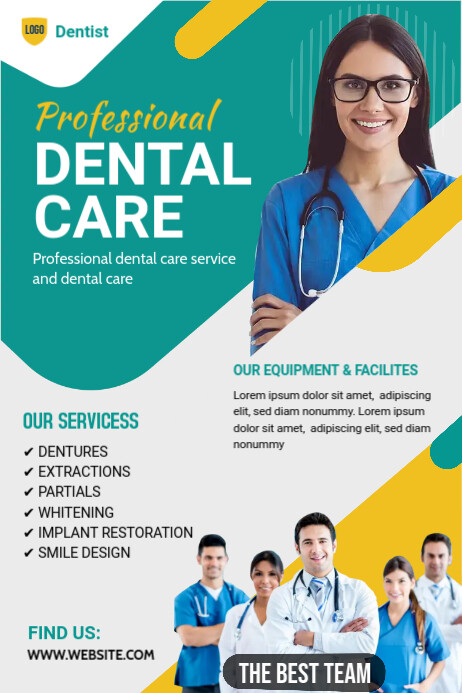 LOGO
Dentist
Professional
DENTAL
CARE
Professional dental care service
and dental care
OUR EQUIPMENT & FACILITES
Lorem ipsum dolor sit amet, adipiscing
elit, sed diam nonummy. Lorem ipsum
dolor sit amet, adipiscing elit, sed diam
nonummy
OUR SERVICESS
✔ DENTURES
✔ EXTRACTIONS
✔ PARTIALS
✔ WHITENING
✔ IMPLANT RESTORATION
✔ SMILE DESIGN
FIND US:
WWW.WEBSITE.COM
THE BEST TEAM